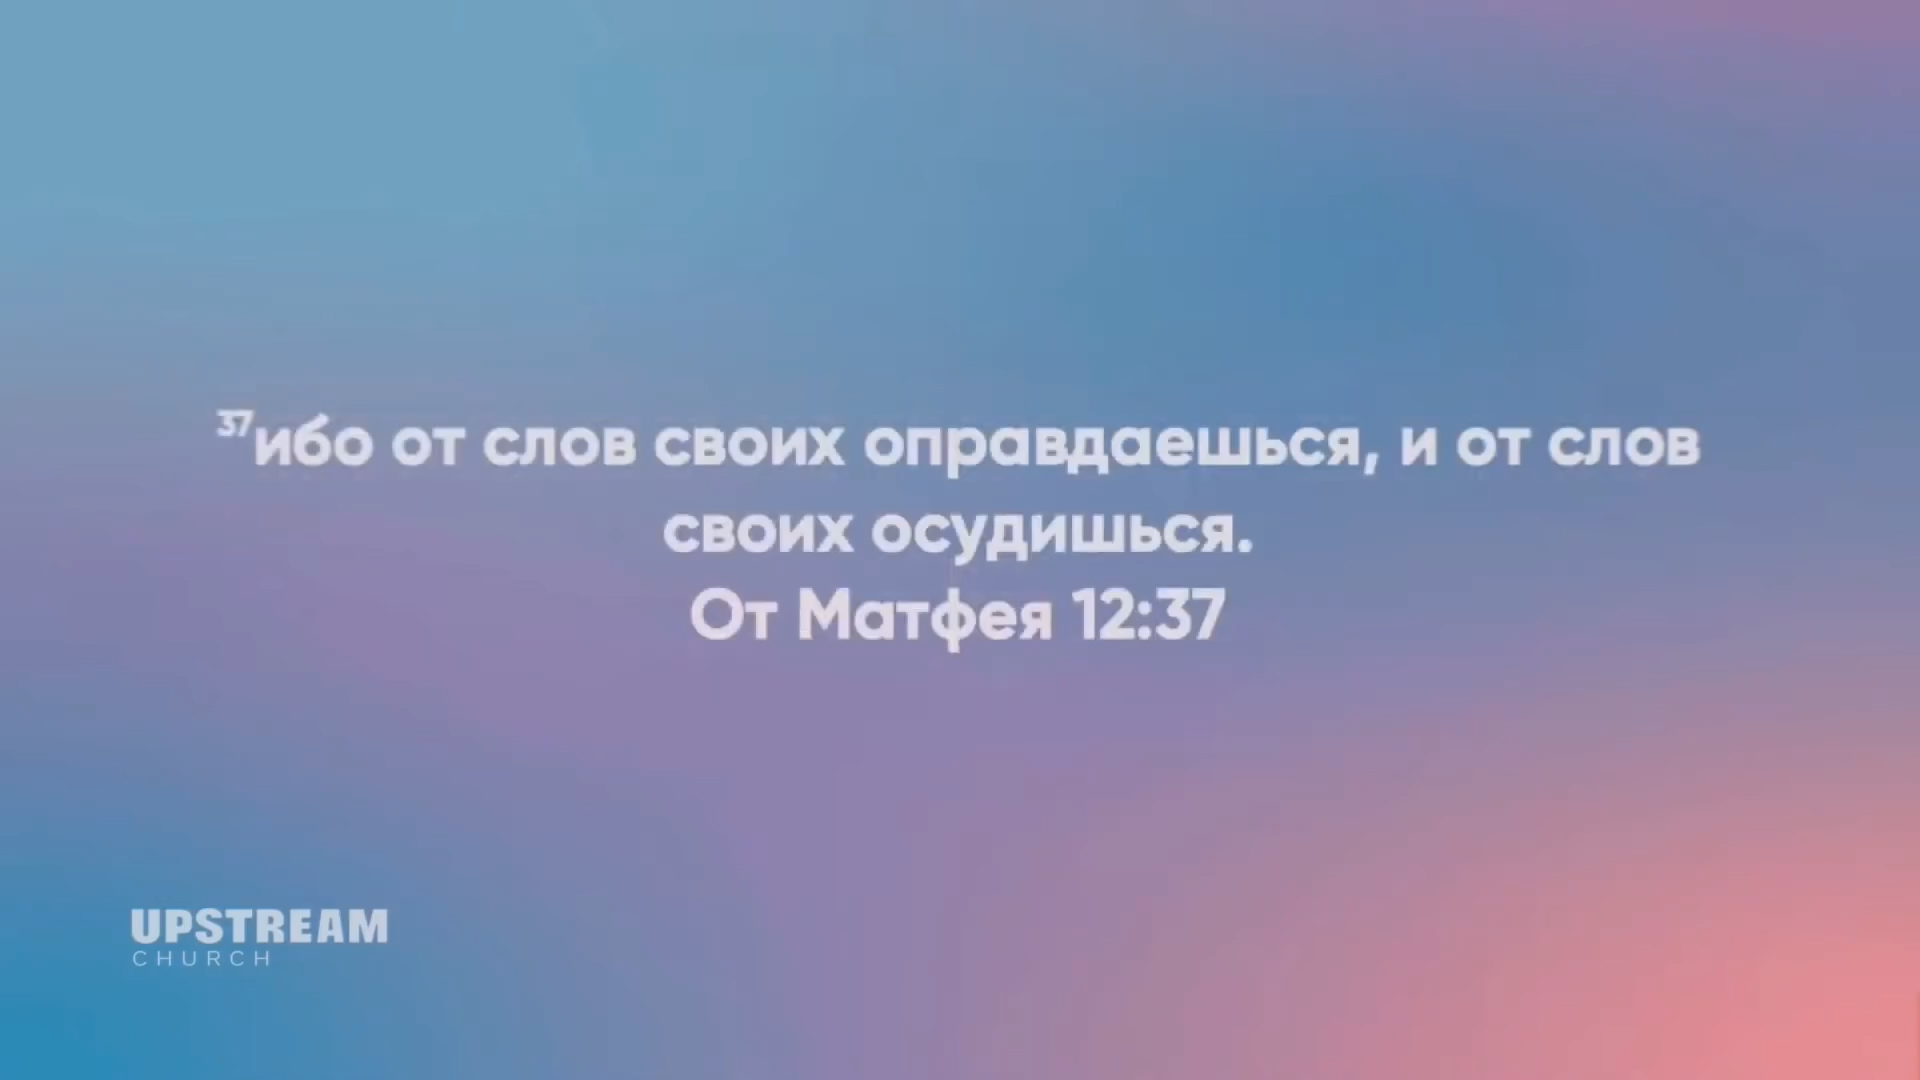 ³⁷ибо от слов своих оправдаешься, и от слов
своих осудишься.
От Матфея 12:37
UPSTREAM
CHURCH